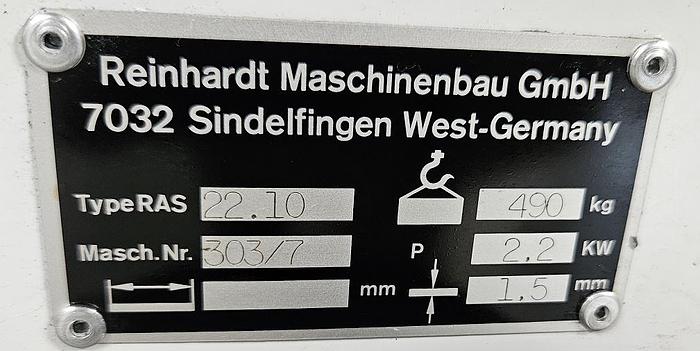 Reinhardt Maschinenbau GmbH
7032 Sindelfingen West-Germany
Type RAS 22.10 490 kg
Masch.Nr. 303/7 P 2.2 KW
mm 1.5 mm